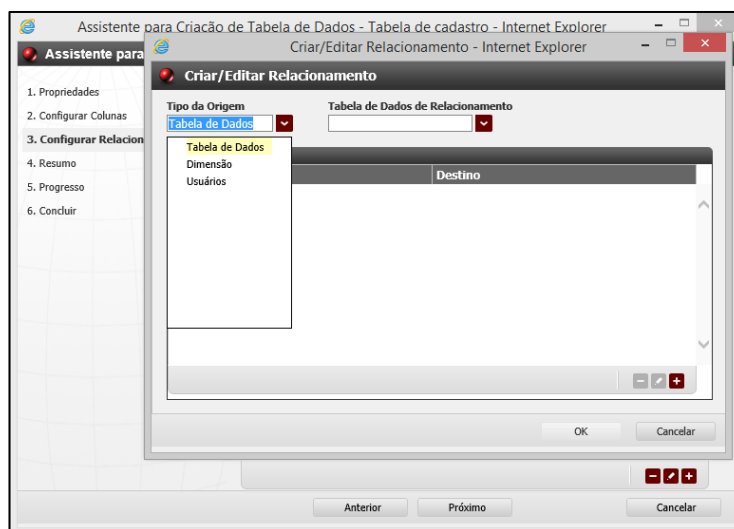 Assistente para Criação de Tabela de Dados - Tabela de cadastro - Internet Explorer
Assistente para
1. Propriedades
2. Configurar Colunas
3. Configurar Relacion
4. Resumo
5. Progresso
6. Concluir
Criar/Editar Relacionamento - Internet Explorer
Criar/Editar Relacionamento
Tipo da Origem
Tabela de Dados de Relacionamento
Tabela de Dados
Tabela de Dados
Dimensão
Usuários
Destino
OK
Cancelar
Anterior
Próximo
Cancelar